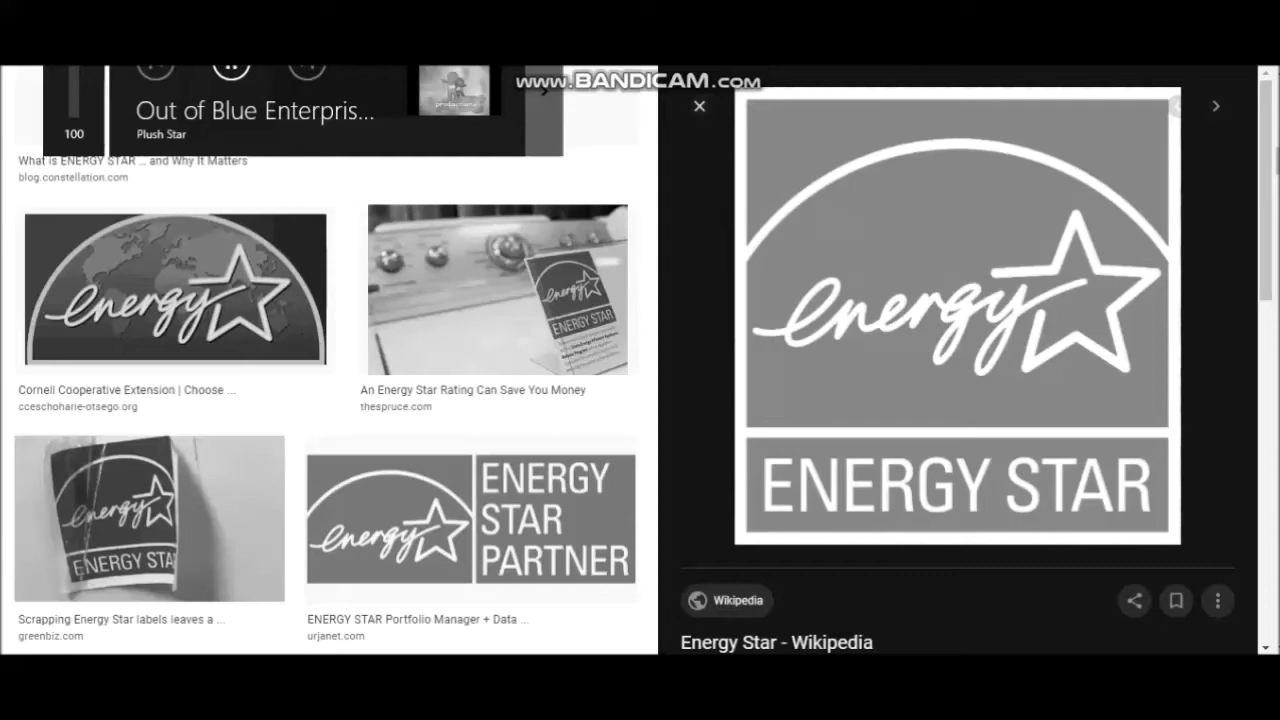 www.BANDICAM.com
Out of Blue Enterpris...
100
Plush Star
productions
What is ENERGY STAR ... and Why It Matters
blog.constellation.com
energy
energy
ENERGY STAR
Cornell Cooperative Extension | Choose ...
cceschoharie-otsego.org
An Energy Star Rating Can Save You Money
thespruce.com
energy
ENERGY STA
energy
ENERGY
STAR
PARTNER
Scrapping Energy Star labels leaves a ...
greenbiz.com
ENERGY STAR Portfolio Manager + Data ...
urjanet.com
energy
ENERGY STAR
Wikipedia
Energy Star - Wikipedia